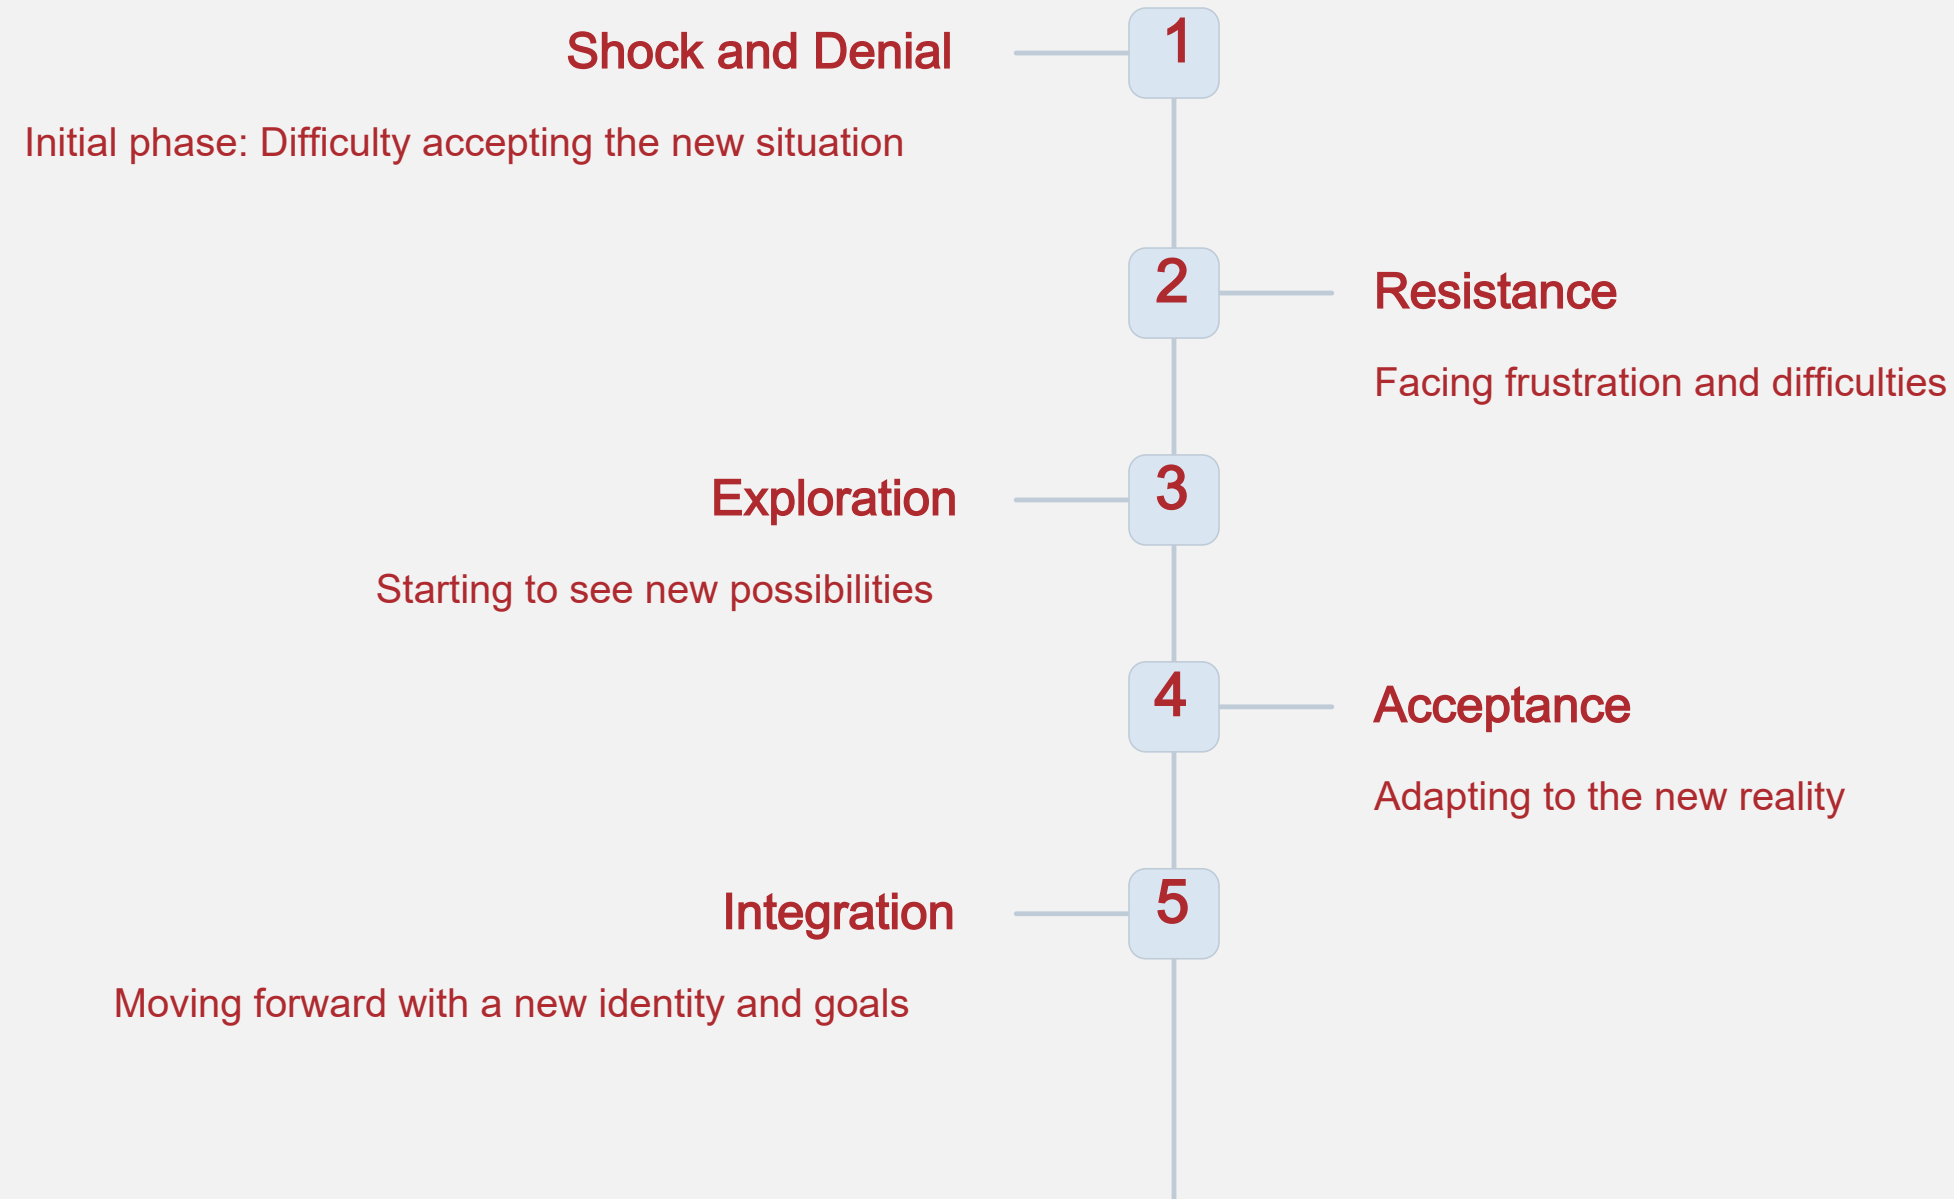 1
Shock and Denial
Initial phase: Difficulty accepting the new situation
2
Resistance
Facing frustration and difficulties
3
Exploration
Starting to see new possibilities
4
Acceptance
Adapting to the new reality
5
Integration
Moving forward with a new identity and goals